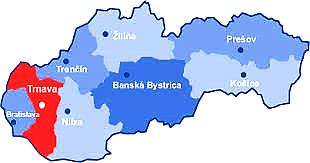 Žilina
Prešov
Trenčín
Banská Bystrica
Košice
Trnava
Bratislava
Nitra